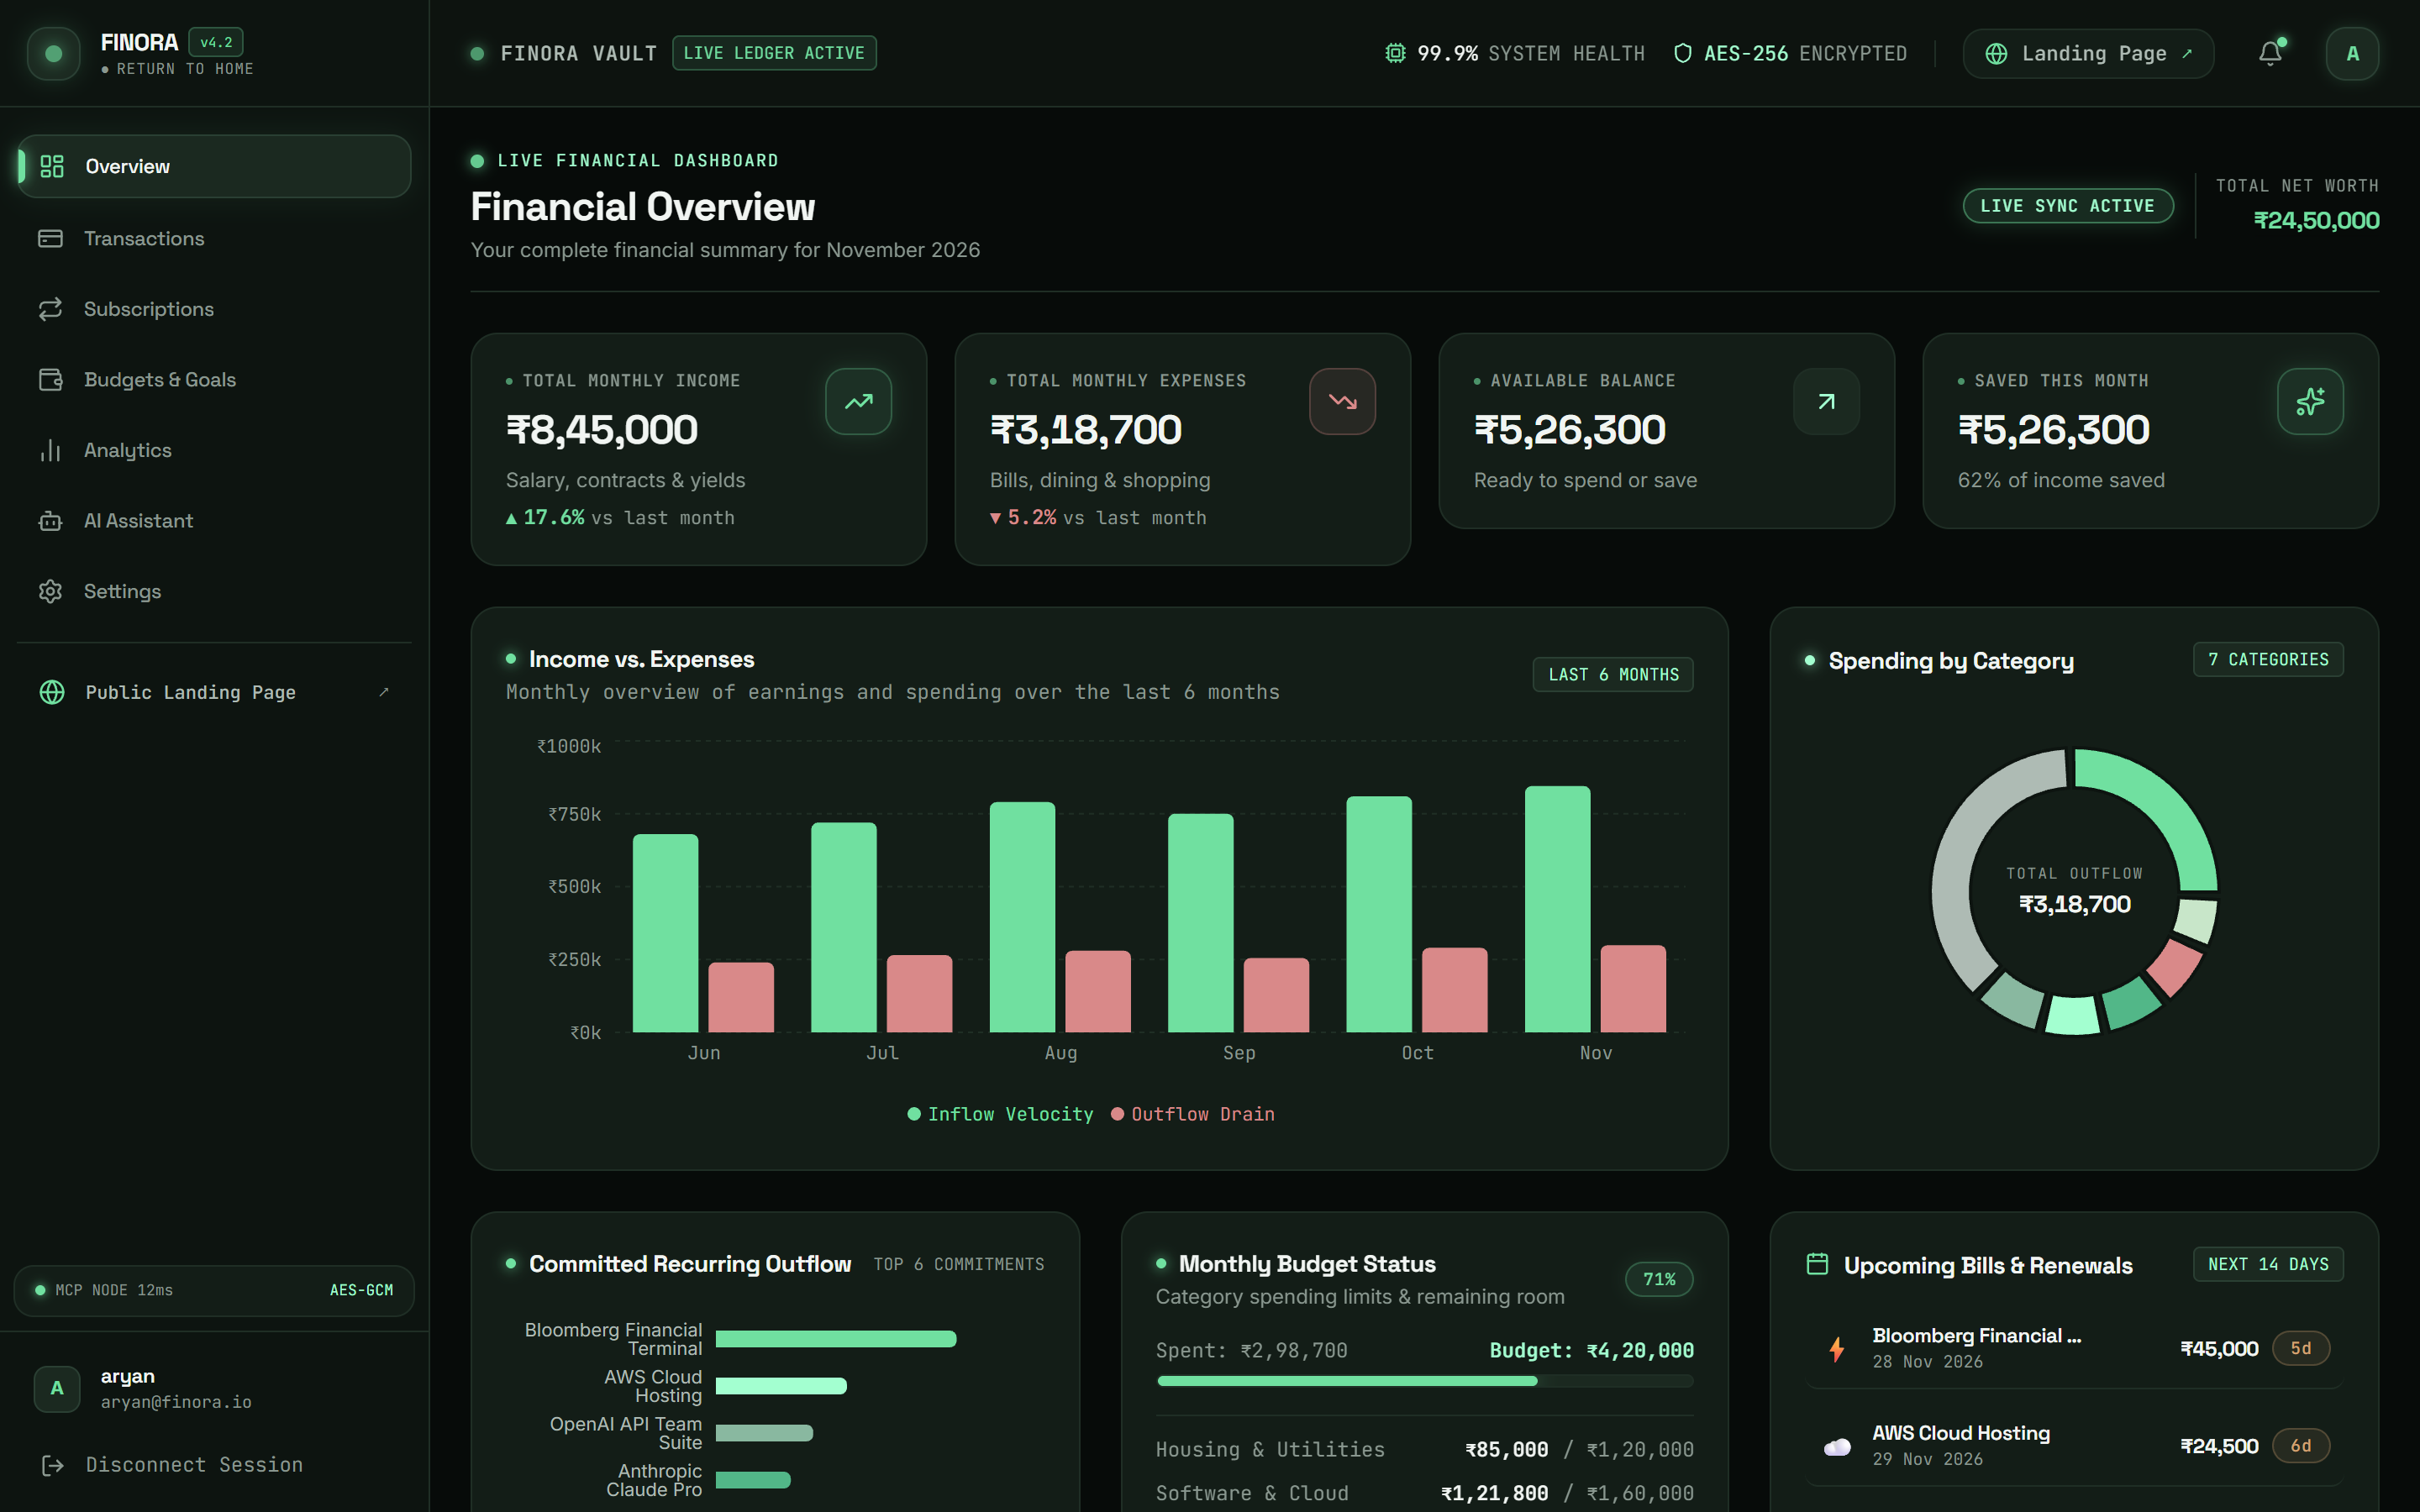 FINORA v4.2
RETURN TO HOME
Overview
Transactions
Subscriptions
Budgets & Goals
Analytics
AI Assistant
Settings
Public Landing Page ↗
MCP NODE 12ms AES-GCM
A
aryan
aryan@finora.io
Disconnect Session
FINORA VAULT LIVE LEDGER ACTIVE
99.9% SYSTEM HEALTH AES-256 ENCRYPTED Landing Page ↗ A
LIVE FINANCIAL DASHBOARD
Financial Overview
Your complete financial summary for November 2026
LIVE SYNC ACTIVE
TOTAL NET WORTH
₹24,50,000
TOTAL MONTHLY INCOME
₹8,45,000
Salary, contracts & yields
▲ 17.6% vs last month
TOTAL MONTHLY EXPENSES
₹3,18,700
Bills, dining & shopping
▼ 5.2% vs last month
AVAILABLE BALANCE
₹5,26,300
Ready to spend or save
SAVED THIS MONTH
₹5,26,300
62% of income saved
Income vs. Expenses
Monthly overview of earnings and spending over the last 6 months
LAST 6 MONTHS
₹1000k
₹750k
₹500k
₹250k
₹0k
Jun Jul Aug Sep Oct Nov
Inflow Velocity Outflow Drain
Spending by Category
7 CATEGORIES
TOTAL OUTFLOW
₹3,18,700
Committed Recurring Outflow TOP 6 COMMITMENTS
Bloomberg Financial
Terminal
AWS Cloud
Hosting
OpenAI API Team
Suite
Anthropic
Claude Pro
Monthly Budget Status
Category spending limits & remaining room
71%
Spent: ₹2,98,700 Budget: ₹4,20,000
Housing & Utilities ₹85,000 / ₹1,20,000
Software & Cloud ₹1,21,800 / ₹1,60,000
Upcoming Bills & Renewals NEXT 14 DAYS
Bloomberg Financial ...
28 Nov 2026
₹45,000 5d
AWS Cloud Hosting
29 Nov 2026
₹24,500 6d